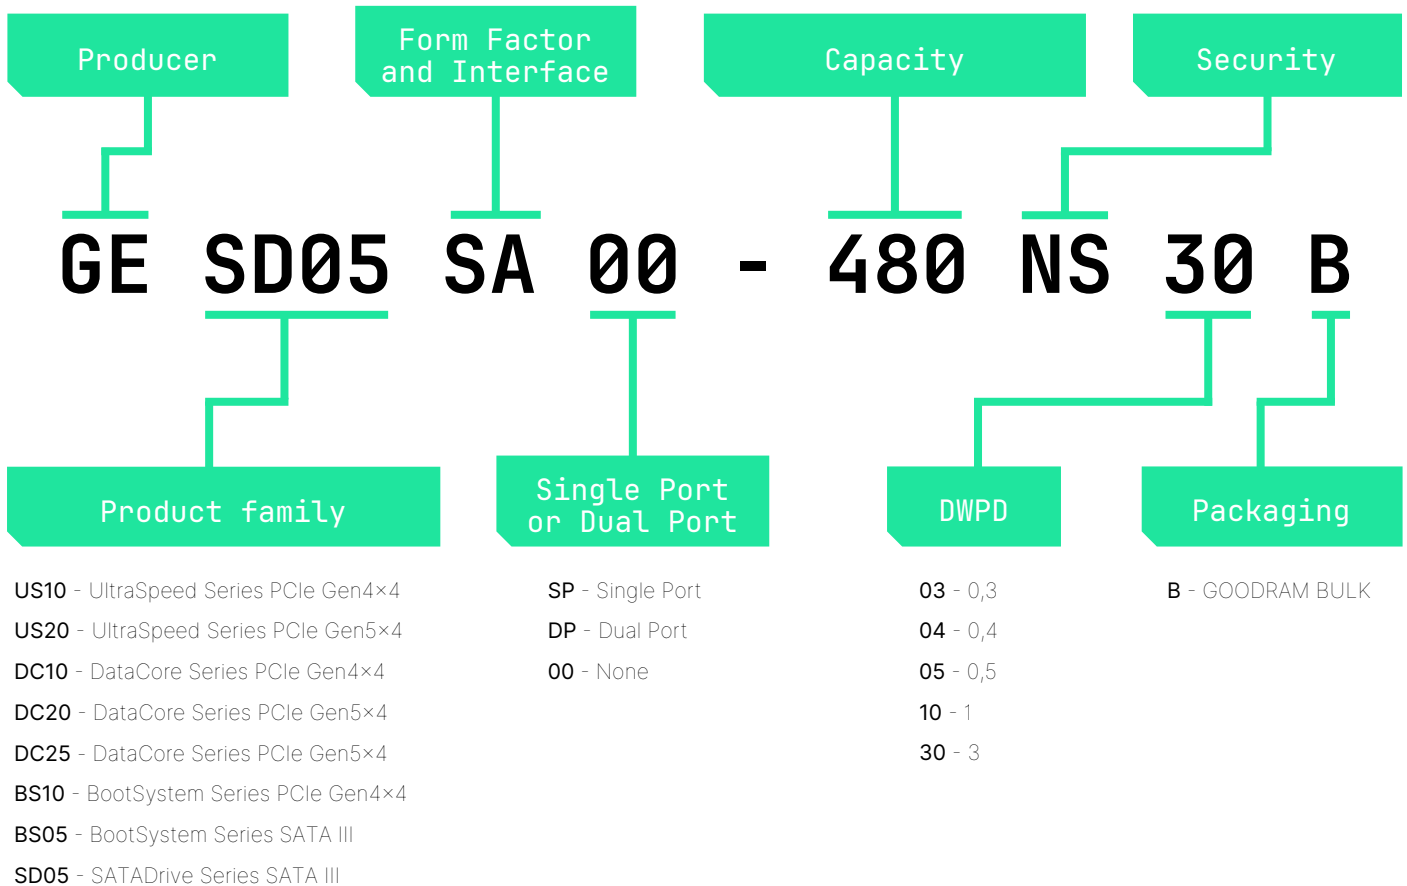 Producer
Form Factor
and Interface
Capacity
Security
GE SD05 SA 00 - 480 NS 30 B
Product family
US10 - UltraSpeed Series PCIe Gen4×4
US20 - UltraSpeed Series PCIe Gen5×4
DC10 - DataCore Series PCIe Gen4×4
DC20 - DataCore Series PCIe Gen5×4
DC25 - DataCore Series PCIe Gen5×4
BS10 - BootSystem Series PCIe Gen4×4
BS05 - BootSystem Series SATA III
SD05 - SATADrive Series SATA III
Single Port
or Dual Port
SP - Single Port
DP - Dual Port
00 - None
DWPD
03 - 0,3
04 - 0,4
05 - 0,5
10 - 1
30 - 3
Packaging
B - GOODRAM BULK